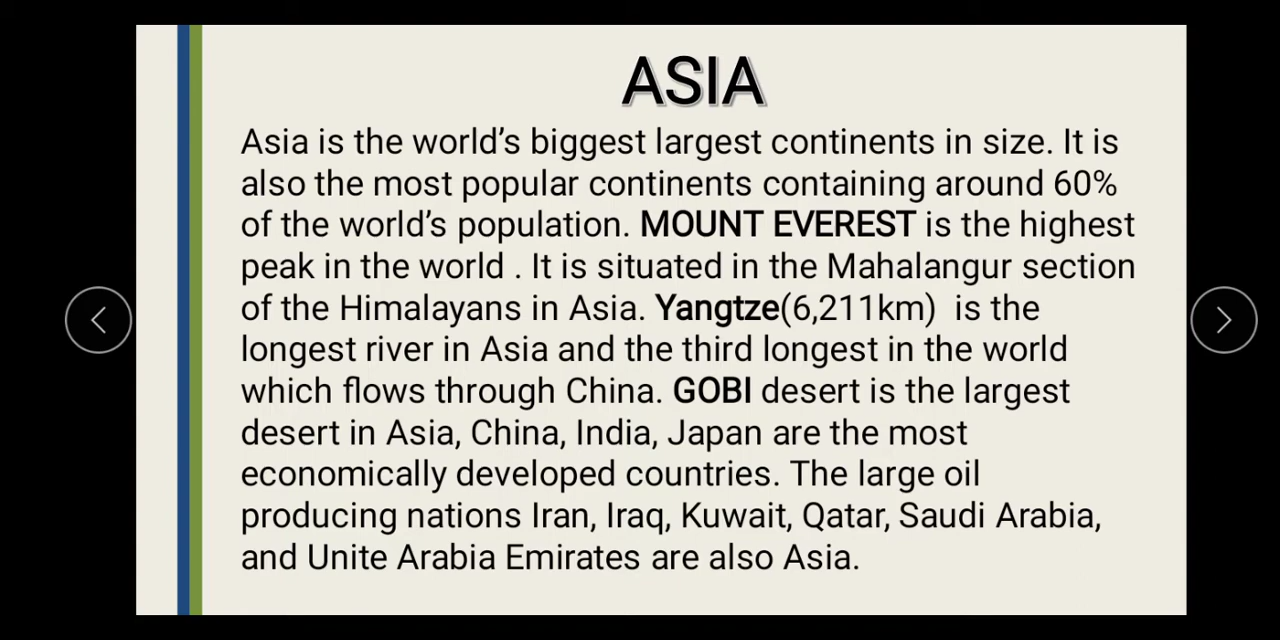 ASIA
Asia is the world's biggest largest continents in size. It is
also the most popular continents containing around 60%
of the world's population. MOUNT EVEREST is the highest
peak in the world . It is situated in the Mahalangur section
of the Himalayans in Asia. Yangtze(6,211km)  is the
longest river in Asia and the third longest in the world
which flows through China. GOBI desert is the largest
desert in Asia, China, India, Japan are the most
economically developed countries. The large oil
producing nations Iran, Iraq, Kuwait, Qatar, Saudi Arabia,
and Unite Arabia Emirates are also Asia.